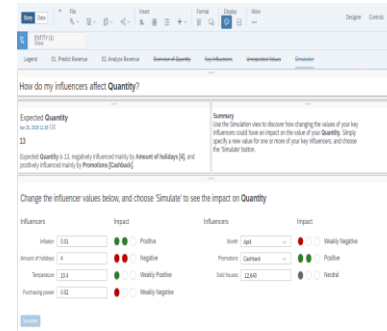 Story Data
File
Insert
Format
Display
More
Designer
Controls
ENTITY (1)
Legend
01. Predict Revenue
02. Analyze Revenue
Overview of Quantity
Key Influencers
Unexpected Values
Simulation
How do my influencers affect Quantity?
Expected Quantity
13
Expected Quantity is 13, negatively influenced mainly by Amount of holidays [4], and
positively influenced mainly by Promotions [Cashback].
Summary
Use the Simulation view to discover how changing the values of your key
influencers could have an impact on the value of your Quantity. Simply
specify a new value for one or more of your key influencers, and choose
the 'Simulate' button.
Change the influencer values below, and choose 'Simulate' to see the impact on Quantity
Influencers
Impact
Influencers
Impact
Inflation 0.01 Positive
Month April Weakly Negative
Amount of holidays 4 Negative
Promotions Cashback Positive
Temperature 10.4 Weakly Positive
Sold houses 12,648 Neutral
Purchasing power 0.02 Weakly Negative
Simulate